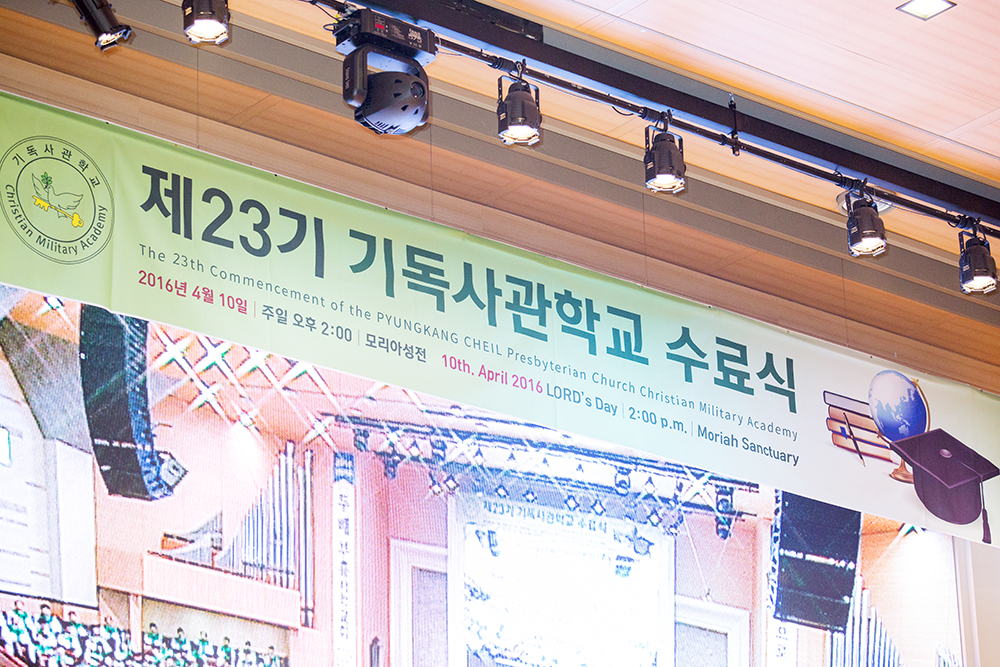 기독사관학교
Christian Military Academy
제23기 기독사관학교 수료식
The 23th Commencement of the PYUNGKANG CHEIL Presbyterian Church Christian Military Academy
2016년 4월 10일 | 주일 오후 2:00 | 모리아성전 10th. April 2016 LORD's Day | 2:00 p.m. | Moriah Sanctuary
제23기 기독사관학교 수료식